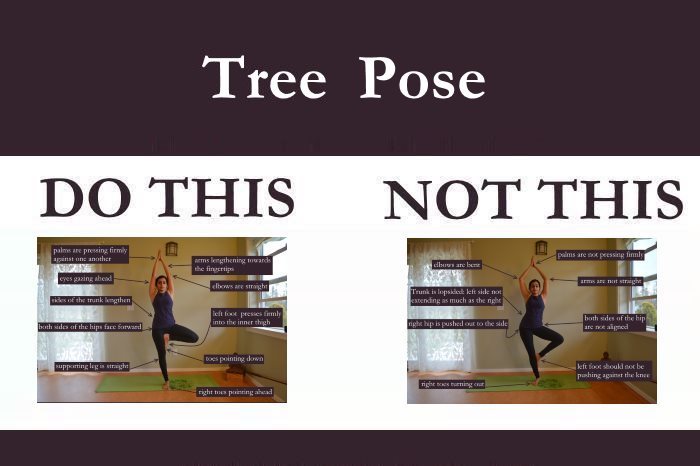 Tree Pose
DO THIS
palms are pressing firmly
against one another
eyes gazing ahead
sides of the trunk lengthen
both sides of the hips face forward
supporting leg is straight
arms lengthening towards
the fingertips
elbows are straight
left foot presses firmly
into the inner thigh
toes pointing down
right toes pointing ahead
NOT THIS
elbows are bent
Trunk is lopsided: left side not
extending as much as the right
right hip is pushed out to the side
right toes turning out
palms are not pressing firmly
arms are not straight
both sides of the hip
are not aligned
left foot should not be
pushing against the knee